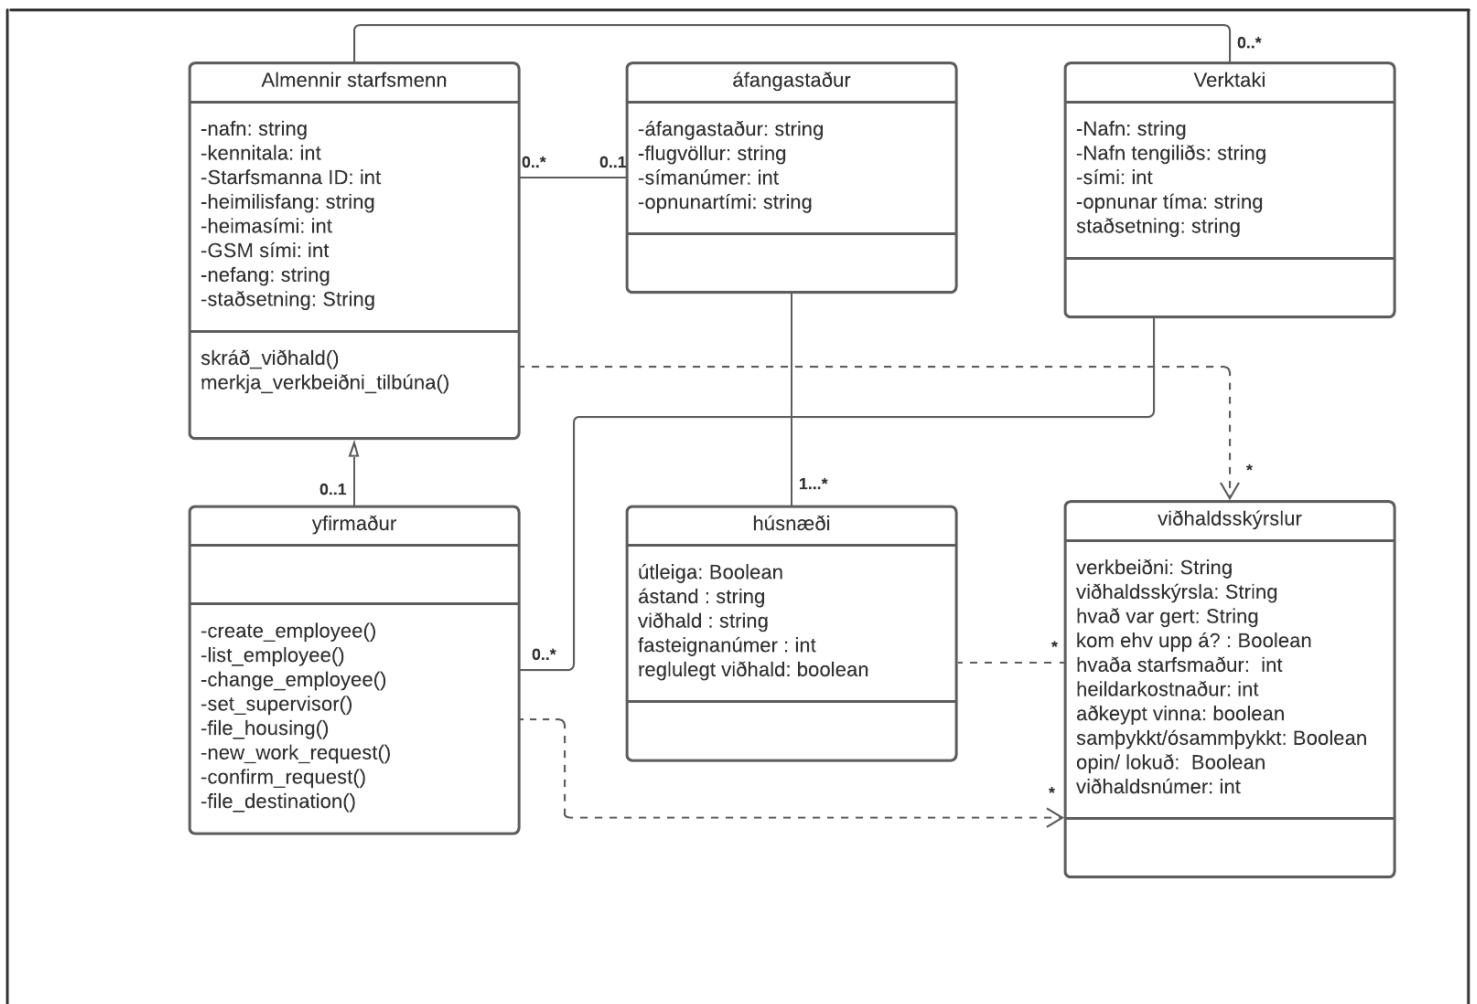 0..*
Almennir starfsmenn
-nafn: string
-kennitala: int
-Starfsmanna ID: int
-heimilisfang: string
-heimasími: int
-GSM sími: int
-nefang: string
-staðsetning: String
skráð_viðhald()
merkja_verkbeiðni_tilbúna()
0..*
0..1
áfangastaður
-áfangastaður: string
-flugvöllur: string
-símanúmer: int
-opnunartími: string
Verktaki
-Nafn: string
-Nafn tengiliðs: string
-sími: int
-opnunar tíma: string
staðsetning: string
0..1
yfirmaður
-create_employee()
-list_employee()
-change_employee()
-set_supervisor()
-file_housing()
-new_work_request()
-confirm_request()
-file_destination()
0..*
1...*
húsnæði
útleiga: Boolean
ástand : string
viðhald : string
fasteignanúmer : int
reglulegt viðhald: boolean
*
*
*
viðhaldsskýrslur
verkbeiðni: String
viðhaldsskýrsla: String
hvað var gert: String
kom ehv upp á? : Boolean
hvaða starfsmaður:  int
heildarkostnaður: int
aðkeypt vinna: boolean
samþykkt/ósammþykkt: Boolean
opin/ lokuð:  Boolean
viðhaldsnúmer: int